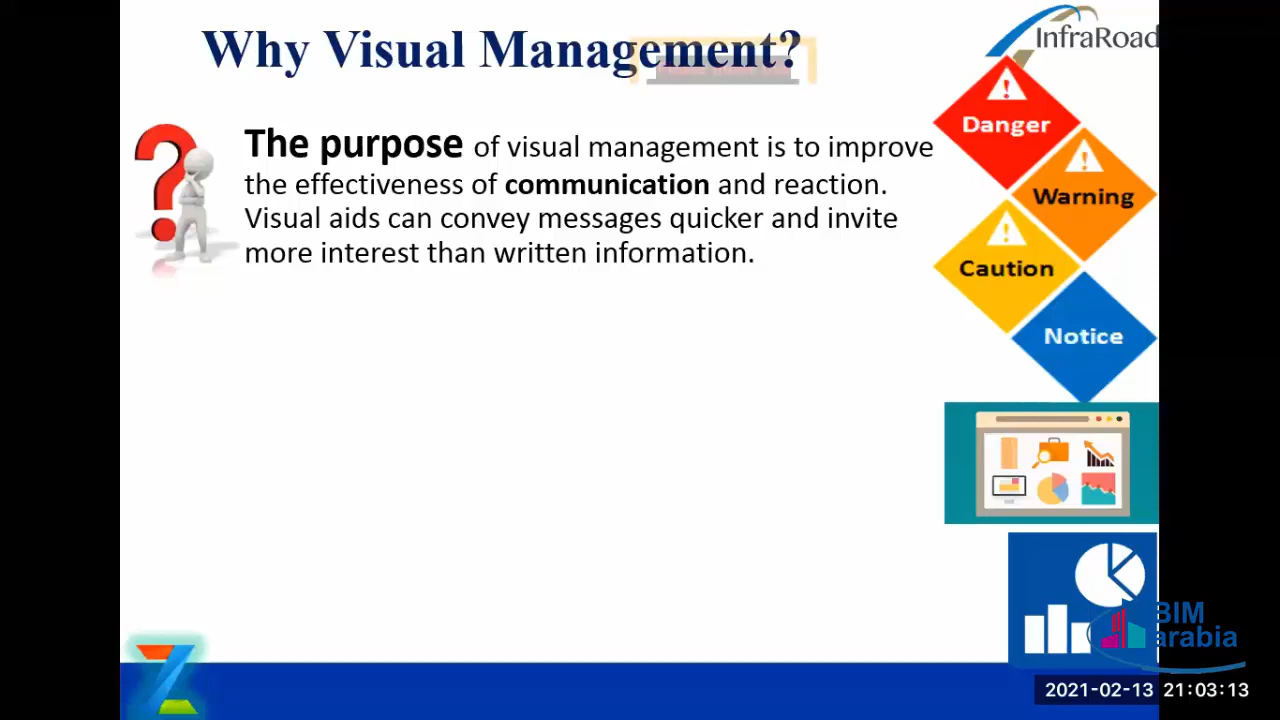 Why Visual Management?
InfraRoad
The purpose of visual management is to improve
the effectiveness of communication and reaction.
Visual aids can convey messages quicker and invite
more interest than written information.
Danger
Warning
Caution
Notice
BIM
arabia
2021-02-13 21:03:13